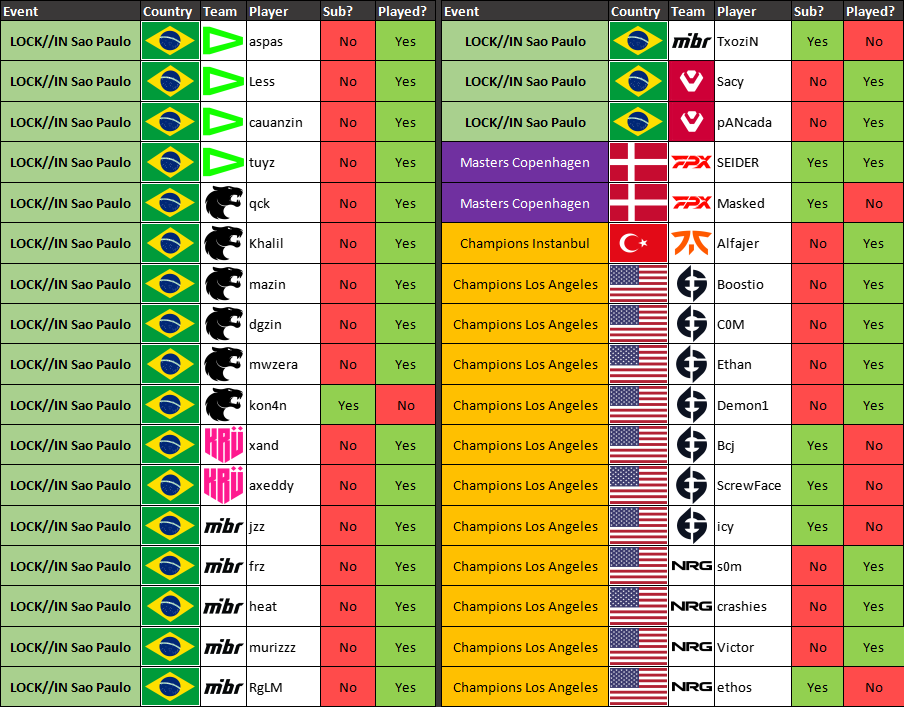 Event Country Team Player Sub? Played? Event Country Team Player Sub? Played?
LOCK//IN Sao Paulo aspas No Yes LOCK//IN Sao Paulo mibr TxoziN Yes No
LOCK//IN Sao Paulo Less No Yes LOCK//IN Sao Paulo Sacy No Yes
LOCK//IN Sao Paulo cauanzin No Yes LOCK//IN Sao Paulo pANcada No Yes
LOCK//IN Sao Paulo tuyz No Yes Masters Copenhagen FPX SEIDER Yes Yes
LOCK//IN Sao Paulo qck No Yes Masters Copenhagen FPX Masked Yes No
LOCK//IN Sao Paulo Khalil No Yes Champions Instanbul Alfajer No Yes
LOCK//IN Sao Paulo mazin No Yes Champions Los Angeles Boostio No Yes
LOCK//IN Sao Paulo dgzin No Yes Champions Los Angeles C0M No Yes
LOCK//IN Sao Paulo mwzera No Yes Champions Los Angeles Ethan No Yes
LOCK//IN Sao Paulo kon4n Yes No Champions Los Angeles Demon1 No Yes
LOCK//IN Sao Paulo KRÜ xand No Yes Champions Los Angeles Bcj Yes No
LOCK//IN Sao Paulo KRÜ axeddy No Yes Champions Los Angeles ScrewFace Yes No
LOCK//IN Sao Paulo mibr jzz No Yes Champions Los Angeles icy Yes No
LOCK//IN Sao Paulo mibr frz No Yes Champions Los Angeles NRG s0m No Yes
LOCK//IN Sao Paulo mibr heat No Yes Champions Los Angeles NRG crashies No Yes
LOCK//IN Sao Paulo mibr murizzz No Yes Champions Los Angeles NRG Victor No Yes
LOCK//IN Sao Paulo mibr RgLM No Yes Champions Los Angeles NRG ethos Yes No